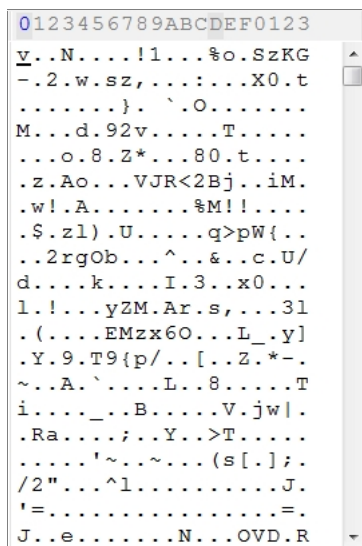 0123456789ABCDEF0123
v..N....!1...%o.SzKG
-.2.w.sz,...:...X0.t
.......}. `.O.......
M...d.92v.....T.....
...o.8.Z*...80.t....
.z.Ao...VJR<2Bj..iM.
.w!.A.......%M!!....
.$.zl).U.....q>pW{..
..2rgOb...^..&..c.U/
d....k....I.3..x0...
l.!...yZM.Ar.s,...3l
.(....EMzx6O...L_.y]
.Y.9.T9{p/..[..Z.*-.
~..A.`....L..8.....T
i...._..B.....V.jw|.
.Ra....;..Y..>T.....
.....'~..~...(s[.];.
/2"...^l..........J.
'=................=.
J..e.......N...OVD.R